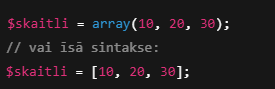 $skaitli = array(10, 20, 30);
// vai īsā sintakse:
$skaitli = [10, 20, 30];